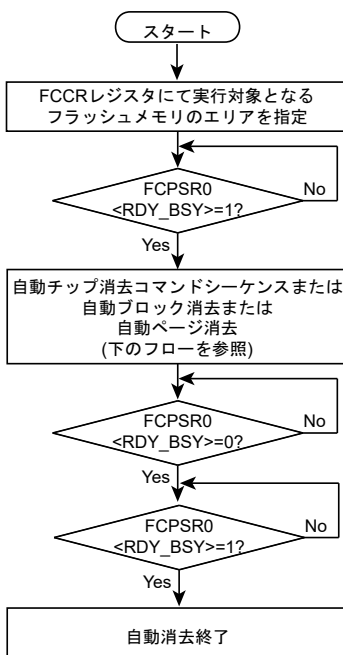 スタート
FCCRレジスタにて実行対象となる
フラッシュメモリのエリアを指定
FCPSR0
<RDY_BSY>=1?
No
Yes
自動チップ消去コマンドシーケンスまたは
自動ブロック消去または
自動ページ消去
(下のフローを参照)
FCPSR0
<RDY_BSY>=0?
No
Yes
FCPSR0
<RDY_BSY>=1?
No
Yes
自動消去終了